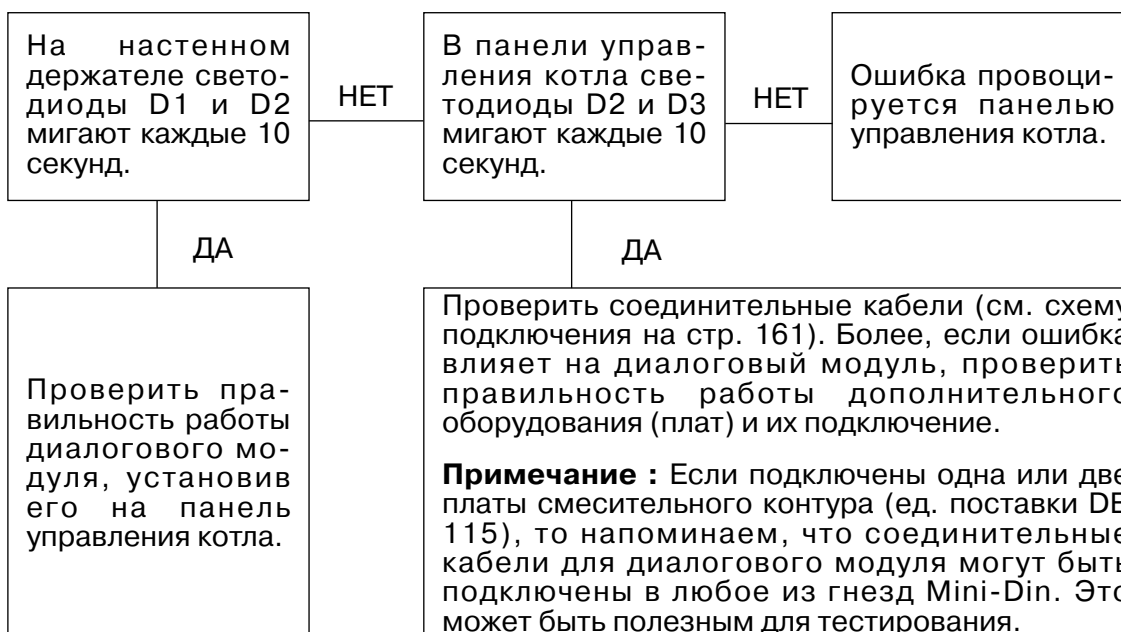 На настенном
держателе свето-
диоды D1 и D2
мигают каждые 10
секунд.
НЕТ
В панели управ-
ления котла све-
тодиоды D2 и D3
мигают каждые 10
секунд.
НЕТ
Ошибка провоци-
руется панелью
управления котла.
ДА
ДА
Проверить пра-
вильность работы
диалогового мо-
дуля, установив
его на панель
управления котла.
Проверить соединительные кабели (см. схему
подключения на стр. 161). Более, если ошибка
влияет на диалоговый модуль, проверить
правильность работы дополнительного
оборудования (плат) и их подключение.
Примечание : Если подключены одна или две
платы смесительного контура (ед. поставки DB
115), то напоминаем, что соединительные
кабели для диалогового модуля могут быть
подключены в любое из гнезд Mini-Din. Это
может быть полезным для тестирования.